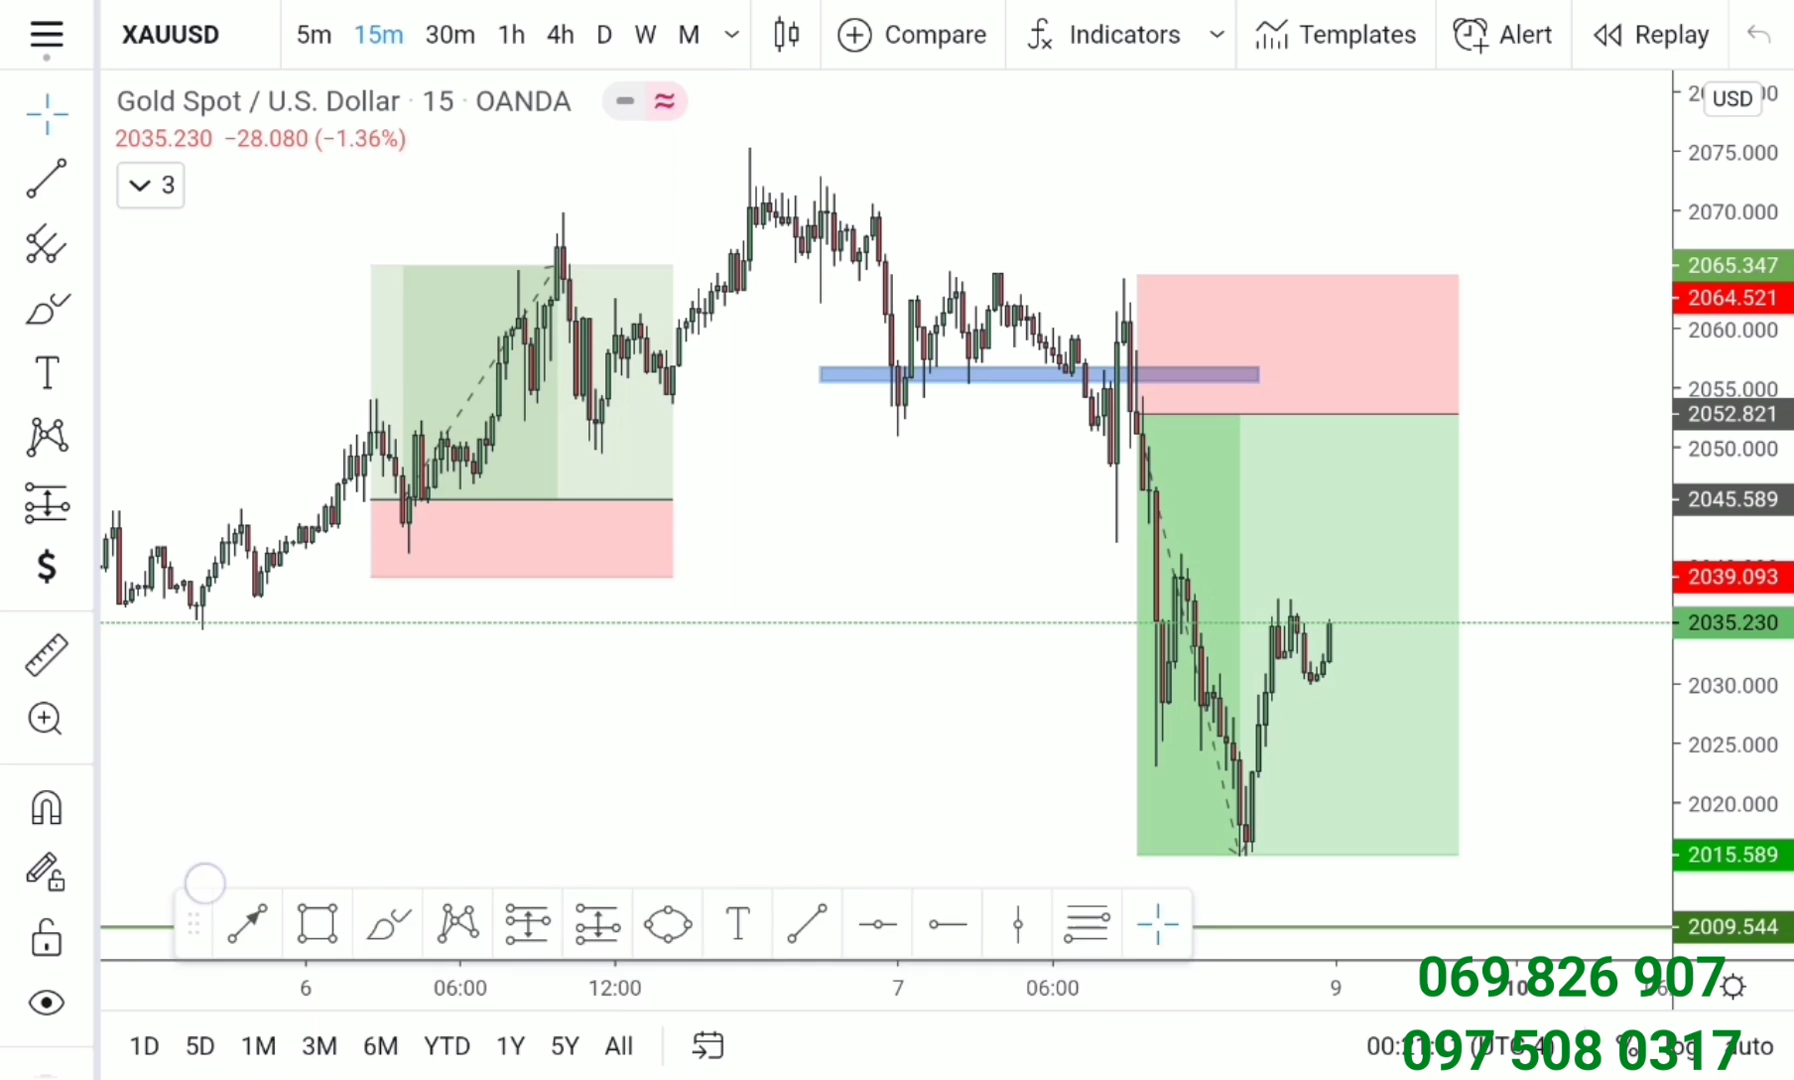 XAUUSD 5m 15m 30m 1h 4h D W M Compare Indicators Templates Alert Replay
Gold Spot / U.S. Dollar · 15 · OANDA
2035.230 −28.080 (−1.36%)
3
USD
2075.000
2070.000
2065.347
2064.521
2060.000
2055.000
2052.821
2050.000
2045.589
2039.093
2035.230
2030.000
2025.000
2020.000
2015.589
2009.544
069 826 907
6 06:00 12:00 7 06:00 9
097 508 0317
1D 5D 1M 3M 6M YTD 1Y 5Y All
auto